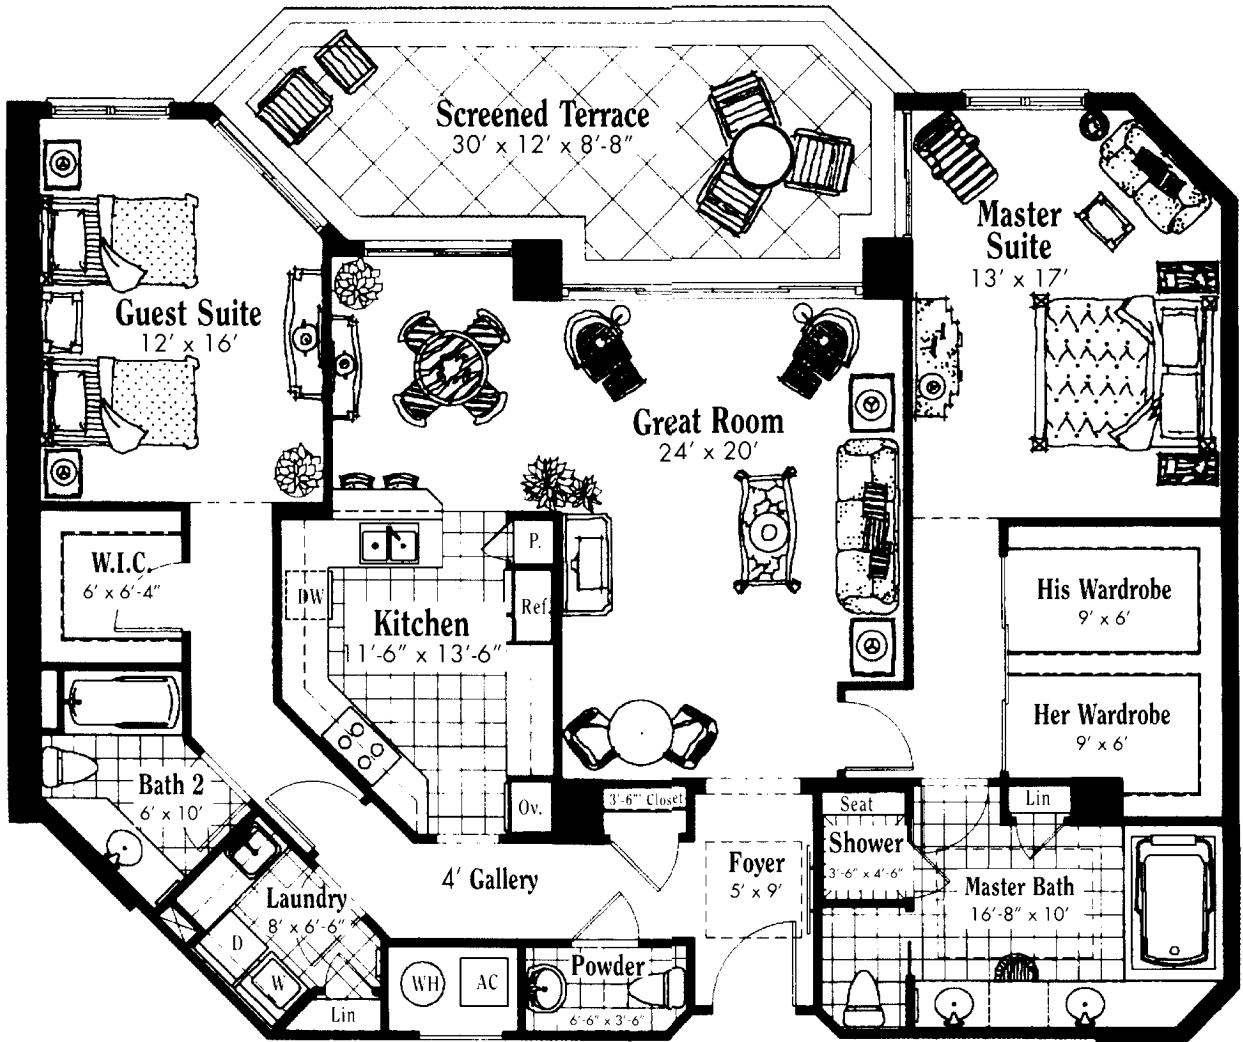 Screened Terrace
30' x 12' x 8'-8"
Master
Suite
13' x 17'
Guest Suite
12' x 16'
Great Room
24' x 20'
W.I.C.
6' x 6'-4"
DW
P.
Ref.
Kitchen
11'-6" x 13'-6"
His Wardrobe
9' x 6'
Her Wardrobe
9' x 6'
Bath 2
6' x 10'
Ov.
3'-6" Closet
Seat
Lin
Shower
3'-6" x 4'-6"
4' Gallery
Foyer
5' x 9'
Master Bath
16'-8" x 10'
Laundry
8' x 6'-6"
D
W
Lin
WH
AC
Powder
6'-6" x 3'-6"